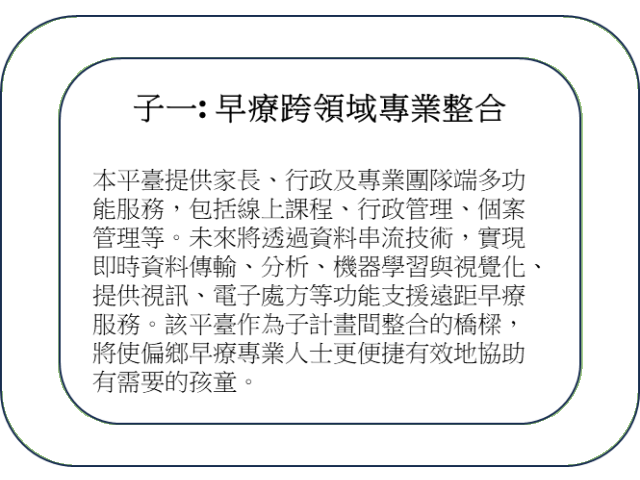 子一: 早療跨領域專業整合
本平臺提供家長、行政及專業團隊端多功
能服務，包括線上課程、行政管理、個案
管理等。未來將透過資料串流技術，實現
即時資料傳輸、分析、機器學習與視覺化、
提供視訊、電子處方等功能支援遠距早療
服務。該平臺作為子計畫間整合的橋樑，
將使偏鄉早療專業人士更便捷有效地協助
有需要的孩童。